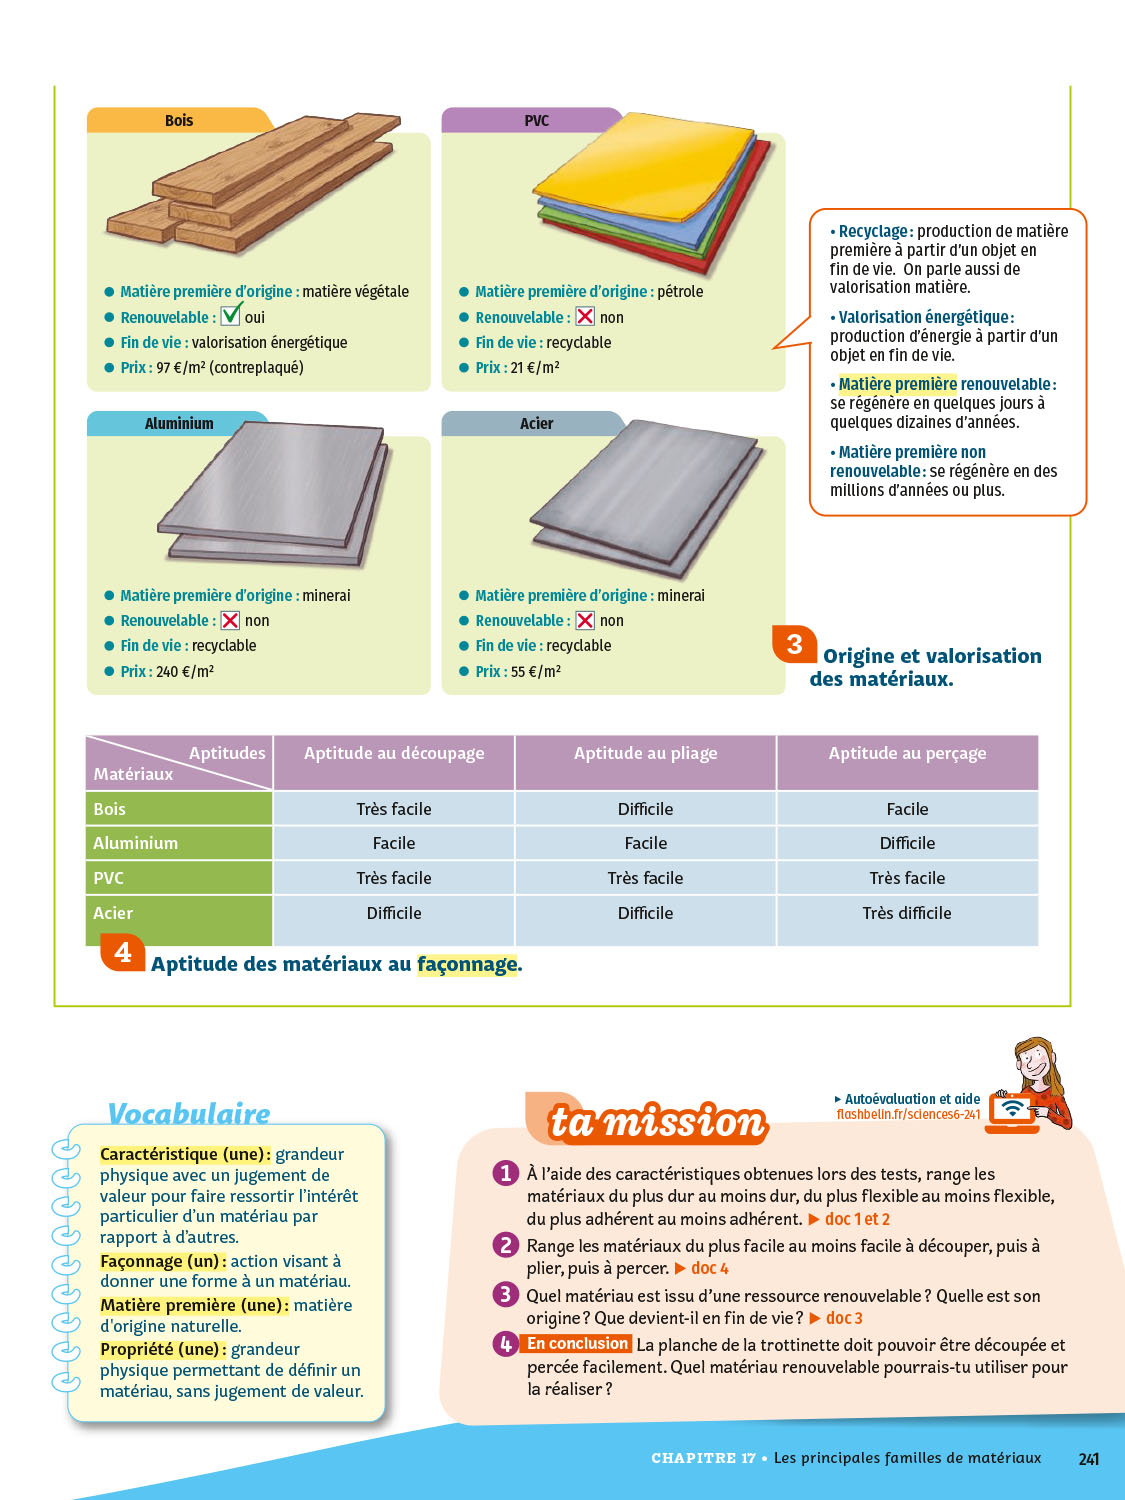 Bois
• Matière première d'origine : matière végétale
• Renouvelable : oui
• Fin de vie : valorisation énergétique
• Prix : 97 €/m² (contreplaqué)
PVC
• Matière première d'origine : pétrole
• Renouvelable : non
• Fin de vie : recyclable
• Prix : 21 €/m²
• Recyclage : production de matière
première à partir d'un objet en
fin de vie. On parle aussi de
valorisation matière.
• Valorisation énergétique :
production d'énergie à partir d'un
objet en fin de vie.
• Matière première renouvelable :
se régénère en quelques jours à
quelques dizaines d'années.
• Matière première non
renouvelable : se régénère en des
millions d'années ou plus.
Aluminium
• Matière première d'origine : minerai
• Renouvelable : non
• Fin de vie : recyclable
• Prix : 240 €/m²
Acier
• Matière première d'origine : minerai
• Renouvelable : non
• Fin de vie : recyclable
• Prix : 55 €/m²
3 Origine et valorisation
des matériaux.
Aptitudes
Matériaux
Aptitude au découpage Aptitude au pliage Aptitude au perçage
Bois Très facile Difficile Facile
Aluminium Facile Facile Difficile
PVC Très facile Très facile Très facile
Acier Difficile Difficile Très difficile
4 Aptitude des matériaux au façonnage.
Vocabulaire
Caractéristique (une) : grandeur
physique avec un jugement de
valeur pour faire ressortir l'intérêt
particulier d'un matériau par
rapport à d'autres.
Façonnage (un) : action visant à
donner une forme à un matériau.
Matière première (une) : matière
d'origine naturelle.
Propriété (une) : grandeur
physique permettant de définir un
matériau, sans jugement de valeur.
ta mission
▶ Autoévaluation et aide
flashbelin.fr/sciences6-241
1 À l'aide des caractéristiques obtenues lors des tests, range les
matériaux du plus dur au moins dur, du plus flexible au moins flexible,
du plus adhérent au moins adhérent. ▶ doc 1 et 2
2 Range les matériaux du plus facile au moins facile à découper, puis à
plier, puis à percer. ▶ doc 4
3 Quel matériau est issu d'une ressource renouvelable ? Quelle est son
origine ? Que devient-il en fin de vie ? ▶ doc 3
4 En conclusion La planche de la trottinette doit pouvoir être découpée et
percée facilement. Quel matériau renouvelable pourrais-tu utiliser pour
la réaliser ?
CHAPITRE 17 • Les principales familles de matériaux 241